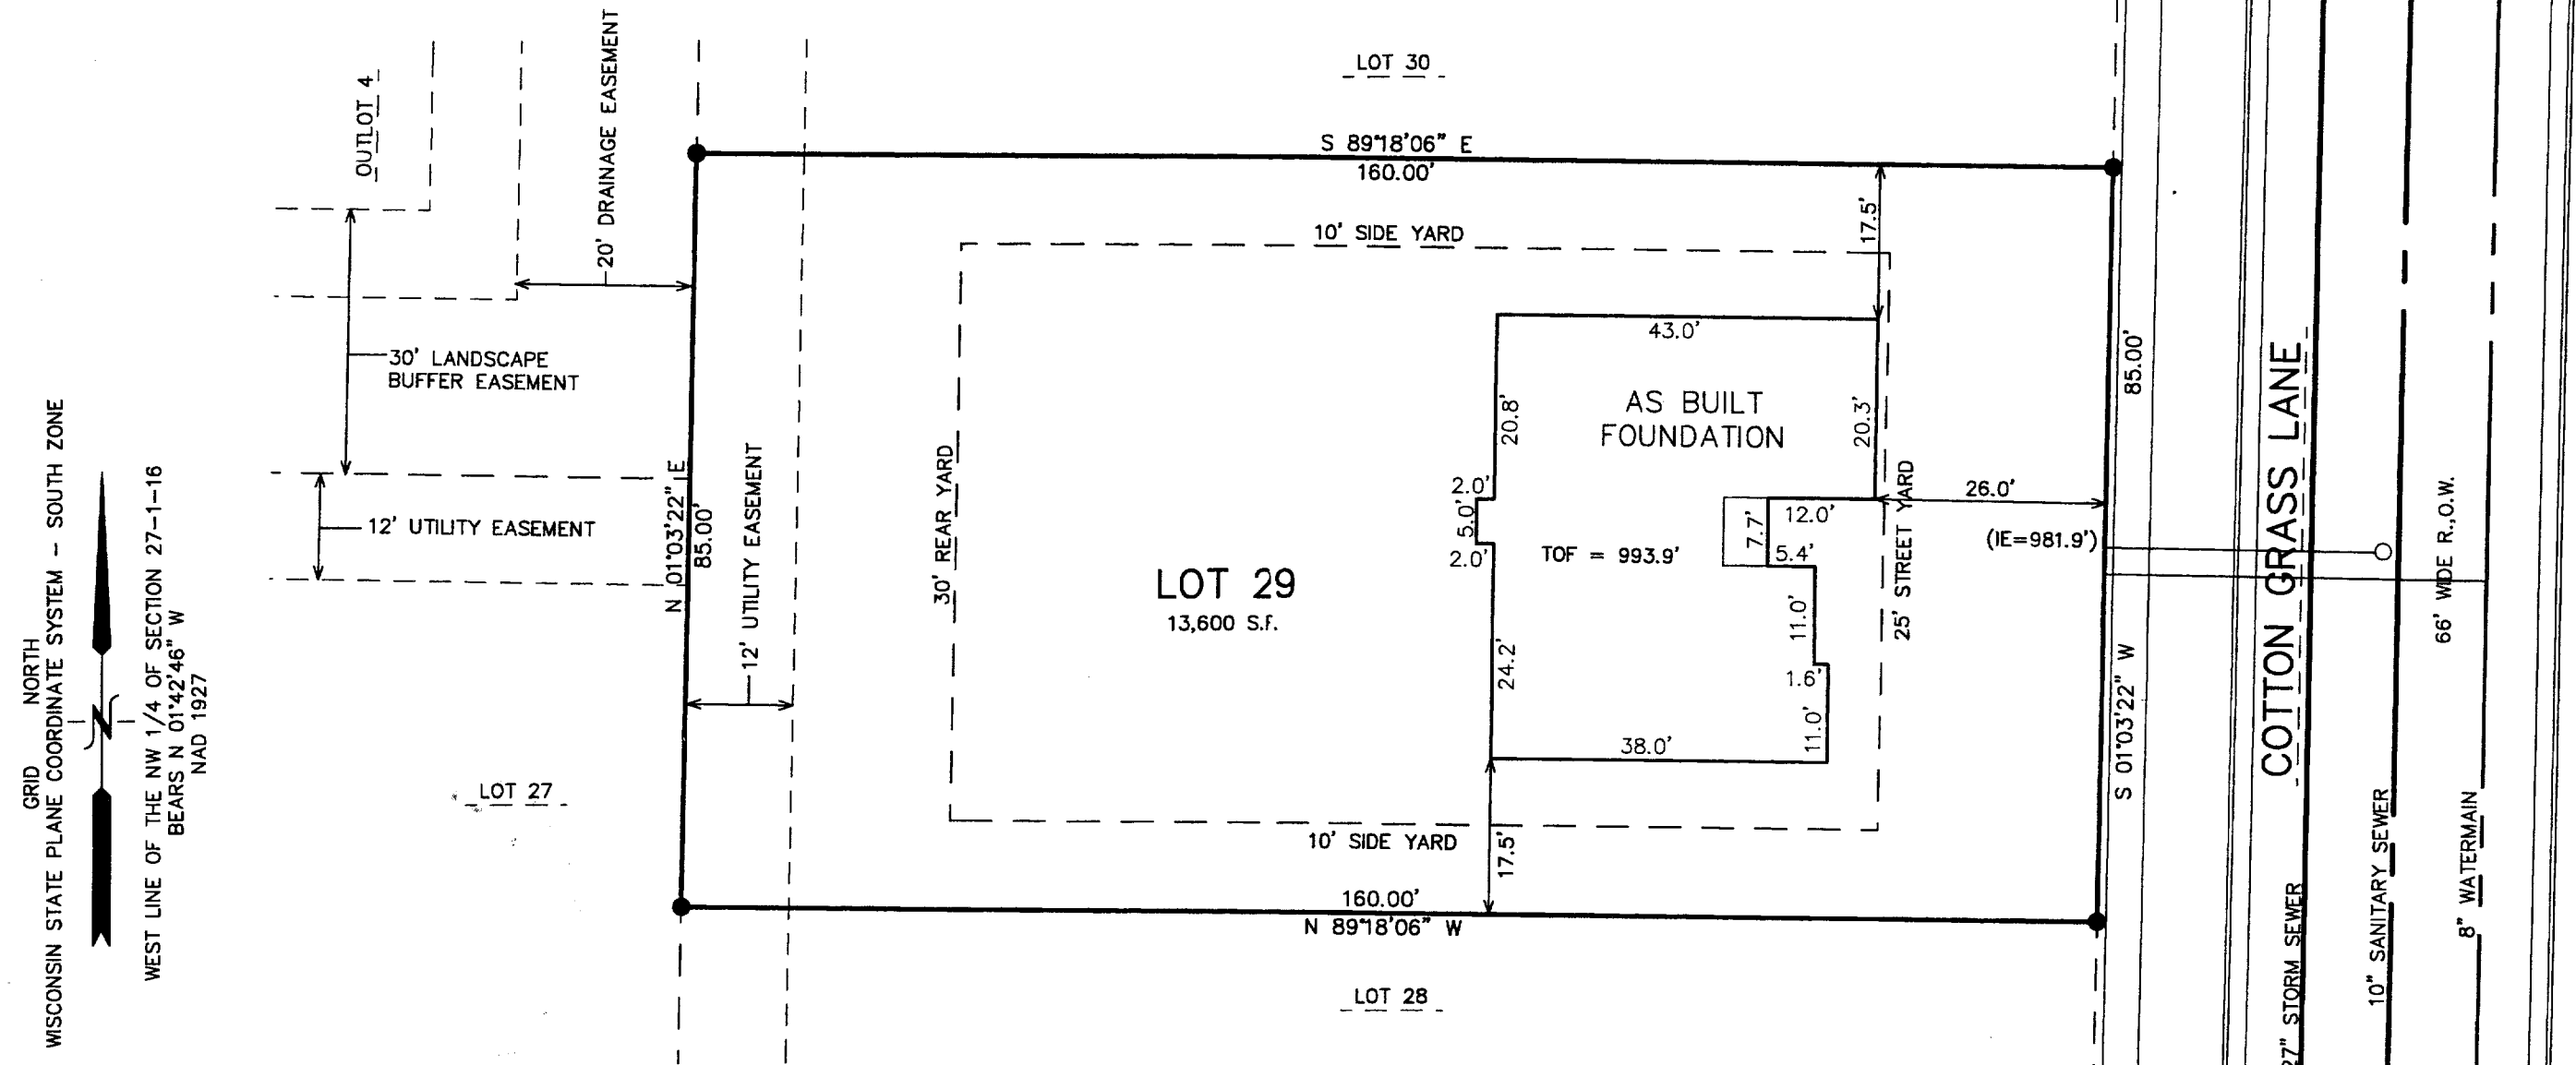 GRID NORTH
WISCONSIN STATE PLANE COORDINATE SYSTEM – SOUTH ZONE
N
WEST LINE OF THE NW 1/4 OF SECTION 27-1-16
BEARS N 01°42'46" W
NAD 1927
OUTLOT 4
20' DRAINAGE EASEMENT
30' LANDSCAPE
BUFFER EASEMENT
12' UTILITY EASEMENT
LOT 27
LOT 30
S 89°18'06" E
160.00'
N 01°03'22" E
85.00'
12' UTILITY EASEMENT
10' SIDE YARD
17.5'
30' REAR YARD
LOT 29
13,600 S.F.
43.0'
AS BUILT
FOUNDATION
20.8'
20.3'
2.0'
5.0'
2.0'
TOF = 993.9'
7.7'
12.0'
5.4'
11.0'
1.6'
11.0'
24.2'
38.0'
25' STREET YARD
26.0'
(IE=981.9')
10' SIDE YARD
17.5'
160.00'
N 89°18'06" W
LOT 28
85.00'
S 01°03'22" W
COTTON GRASS LANE
66' WIDE R.O.W.
27" STORM SEWER
10" SANITARY SEWER
8" WATERMAIN